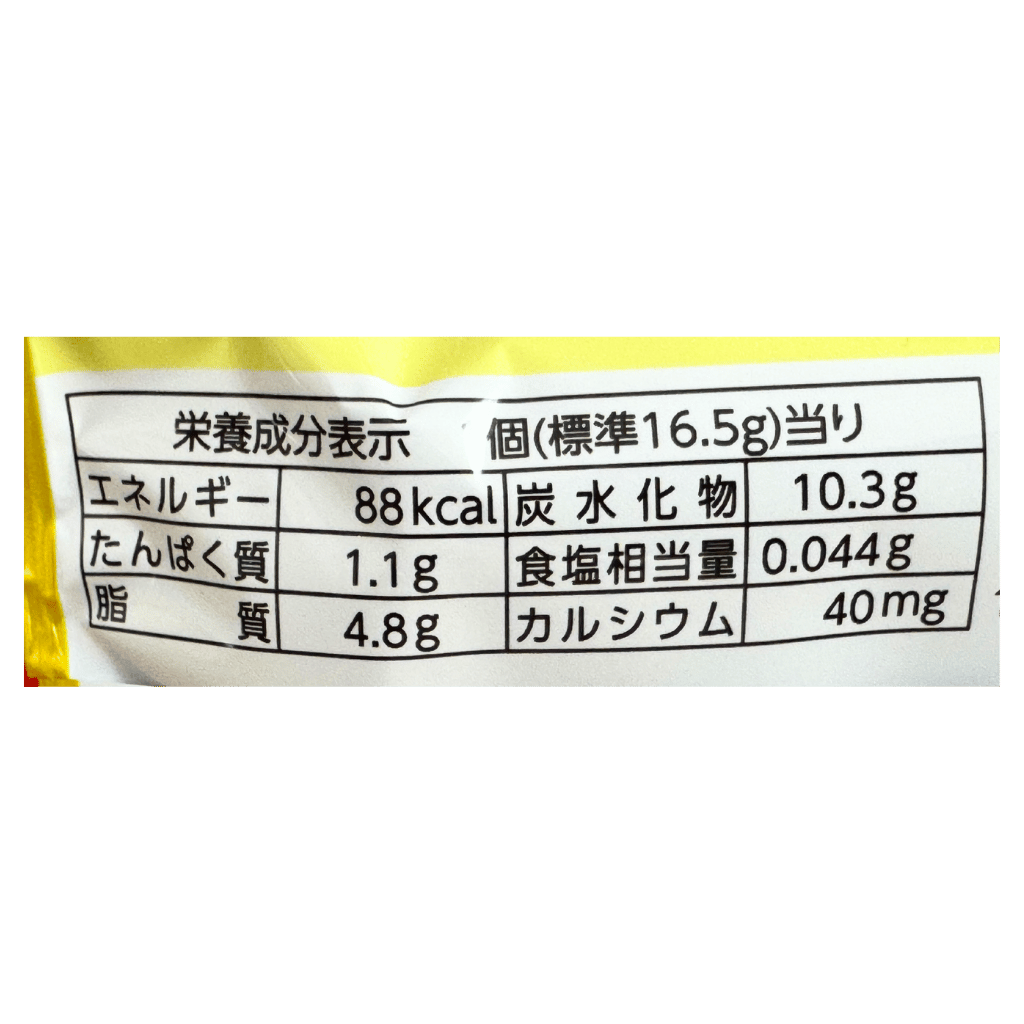 栄養成分表示 個(標準16.5g)当り
エネルギー 88kcal 炭水化物 10.3g
たんぱく質 1.1g 食塩相当量 0.044g
脂質 4.8g カルシウム 40mg